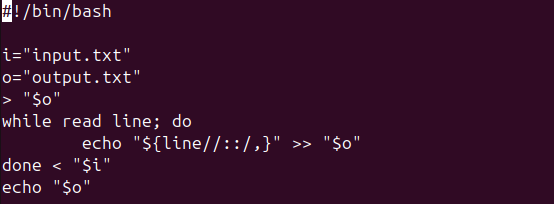 #!/bin/bash

i="input.txt"
o="output.txt"
> "$o"
while read line; do
        echo "${line//::/,}" >> "$o"
done < "$i"
echo "$o"